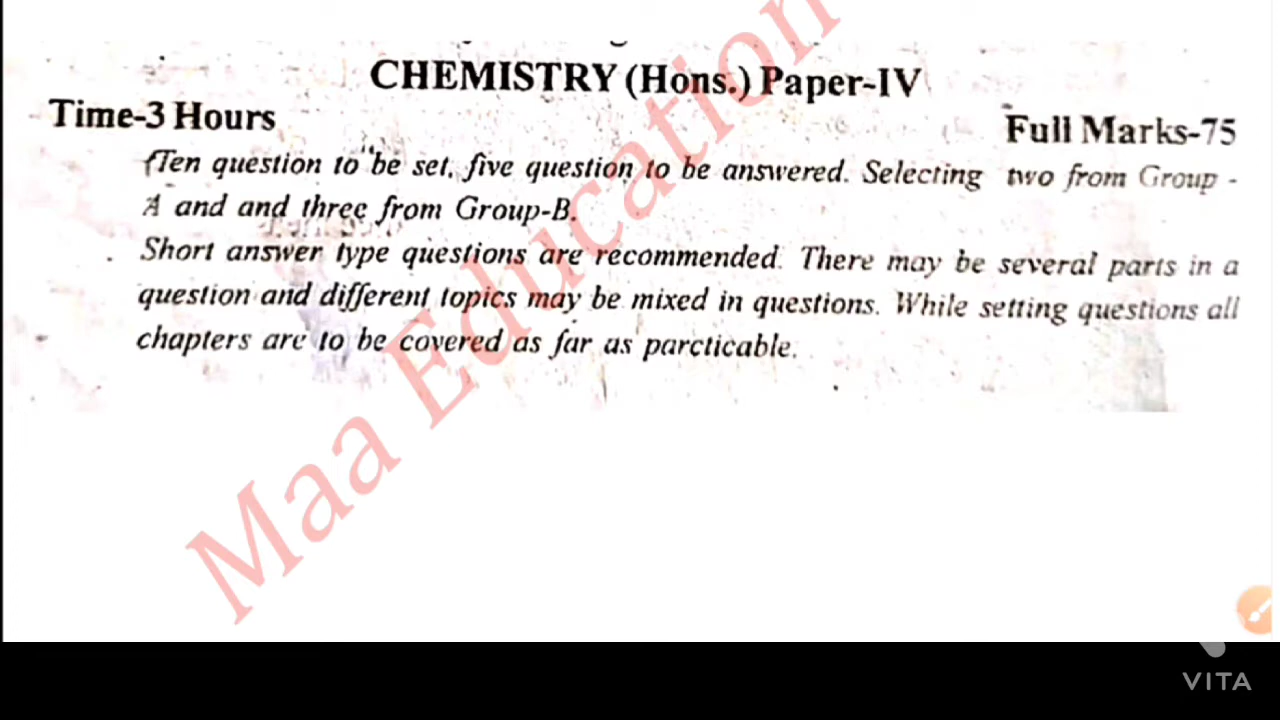 CHEMISTRY (Hons.) Paper-IV
Time-3 Hours
Full Marks-75
(Ten question to be set, five question to be answered. Selecting two from Group -
A and and three from Group-B.
Short answer type questions are recommended. There may be several parts in a
question and different topics may be mixed in questions. While setting questions all
chapters are to be covered as far as parcticable.
Maa Education
VITA